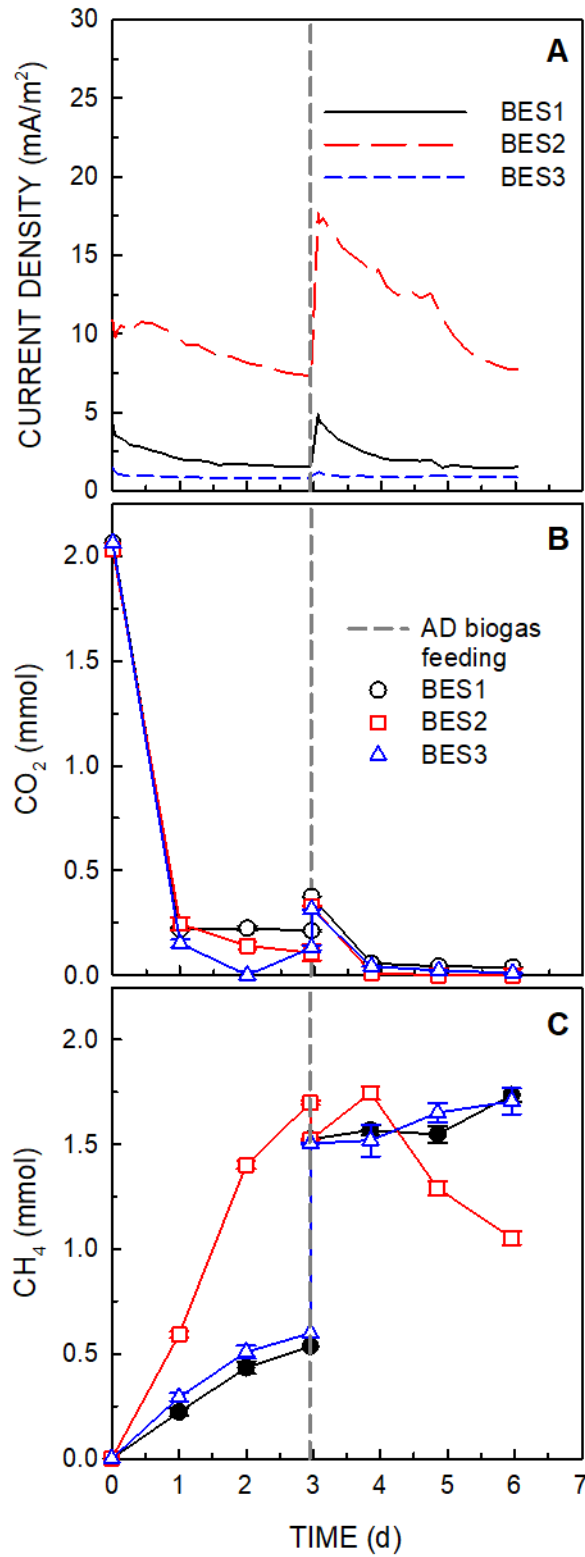 A
30
25
20
15
10
5
0
CURRENT DENSITY (mA/m²)
BES1
BES2
BES3
B
2.0
1.5
1.0
0.5
0.0
CO₂ (mmol)
AD biogas
feeding
BES1
BES2
BES3
C
2.0
1.5
1.0
0.5
0.0
CH₄ (mmol)
0 1 2 3 4 5 6 7
TIME (d)